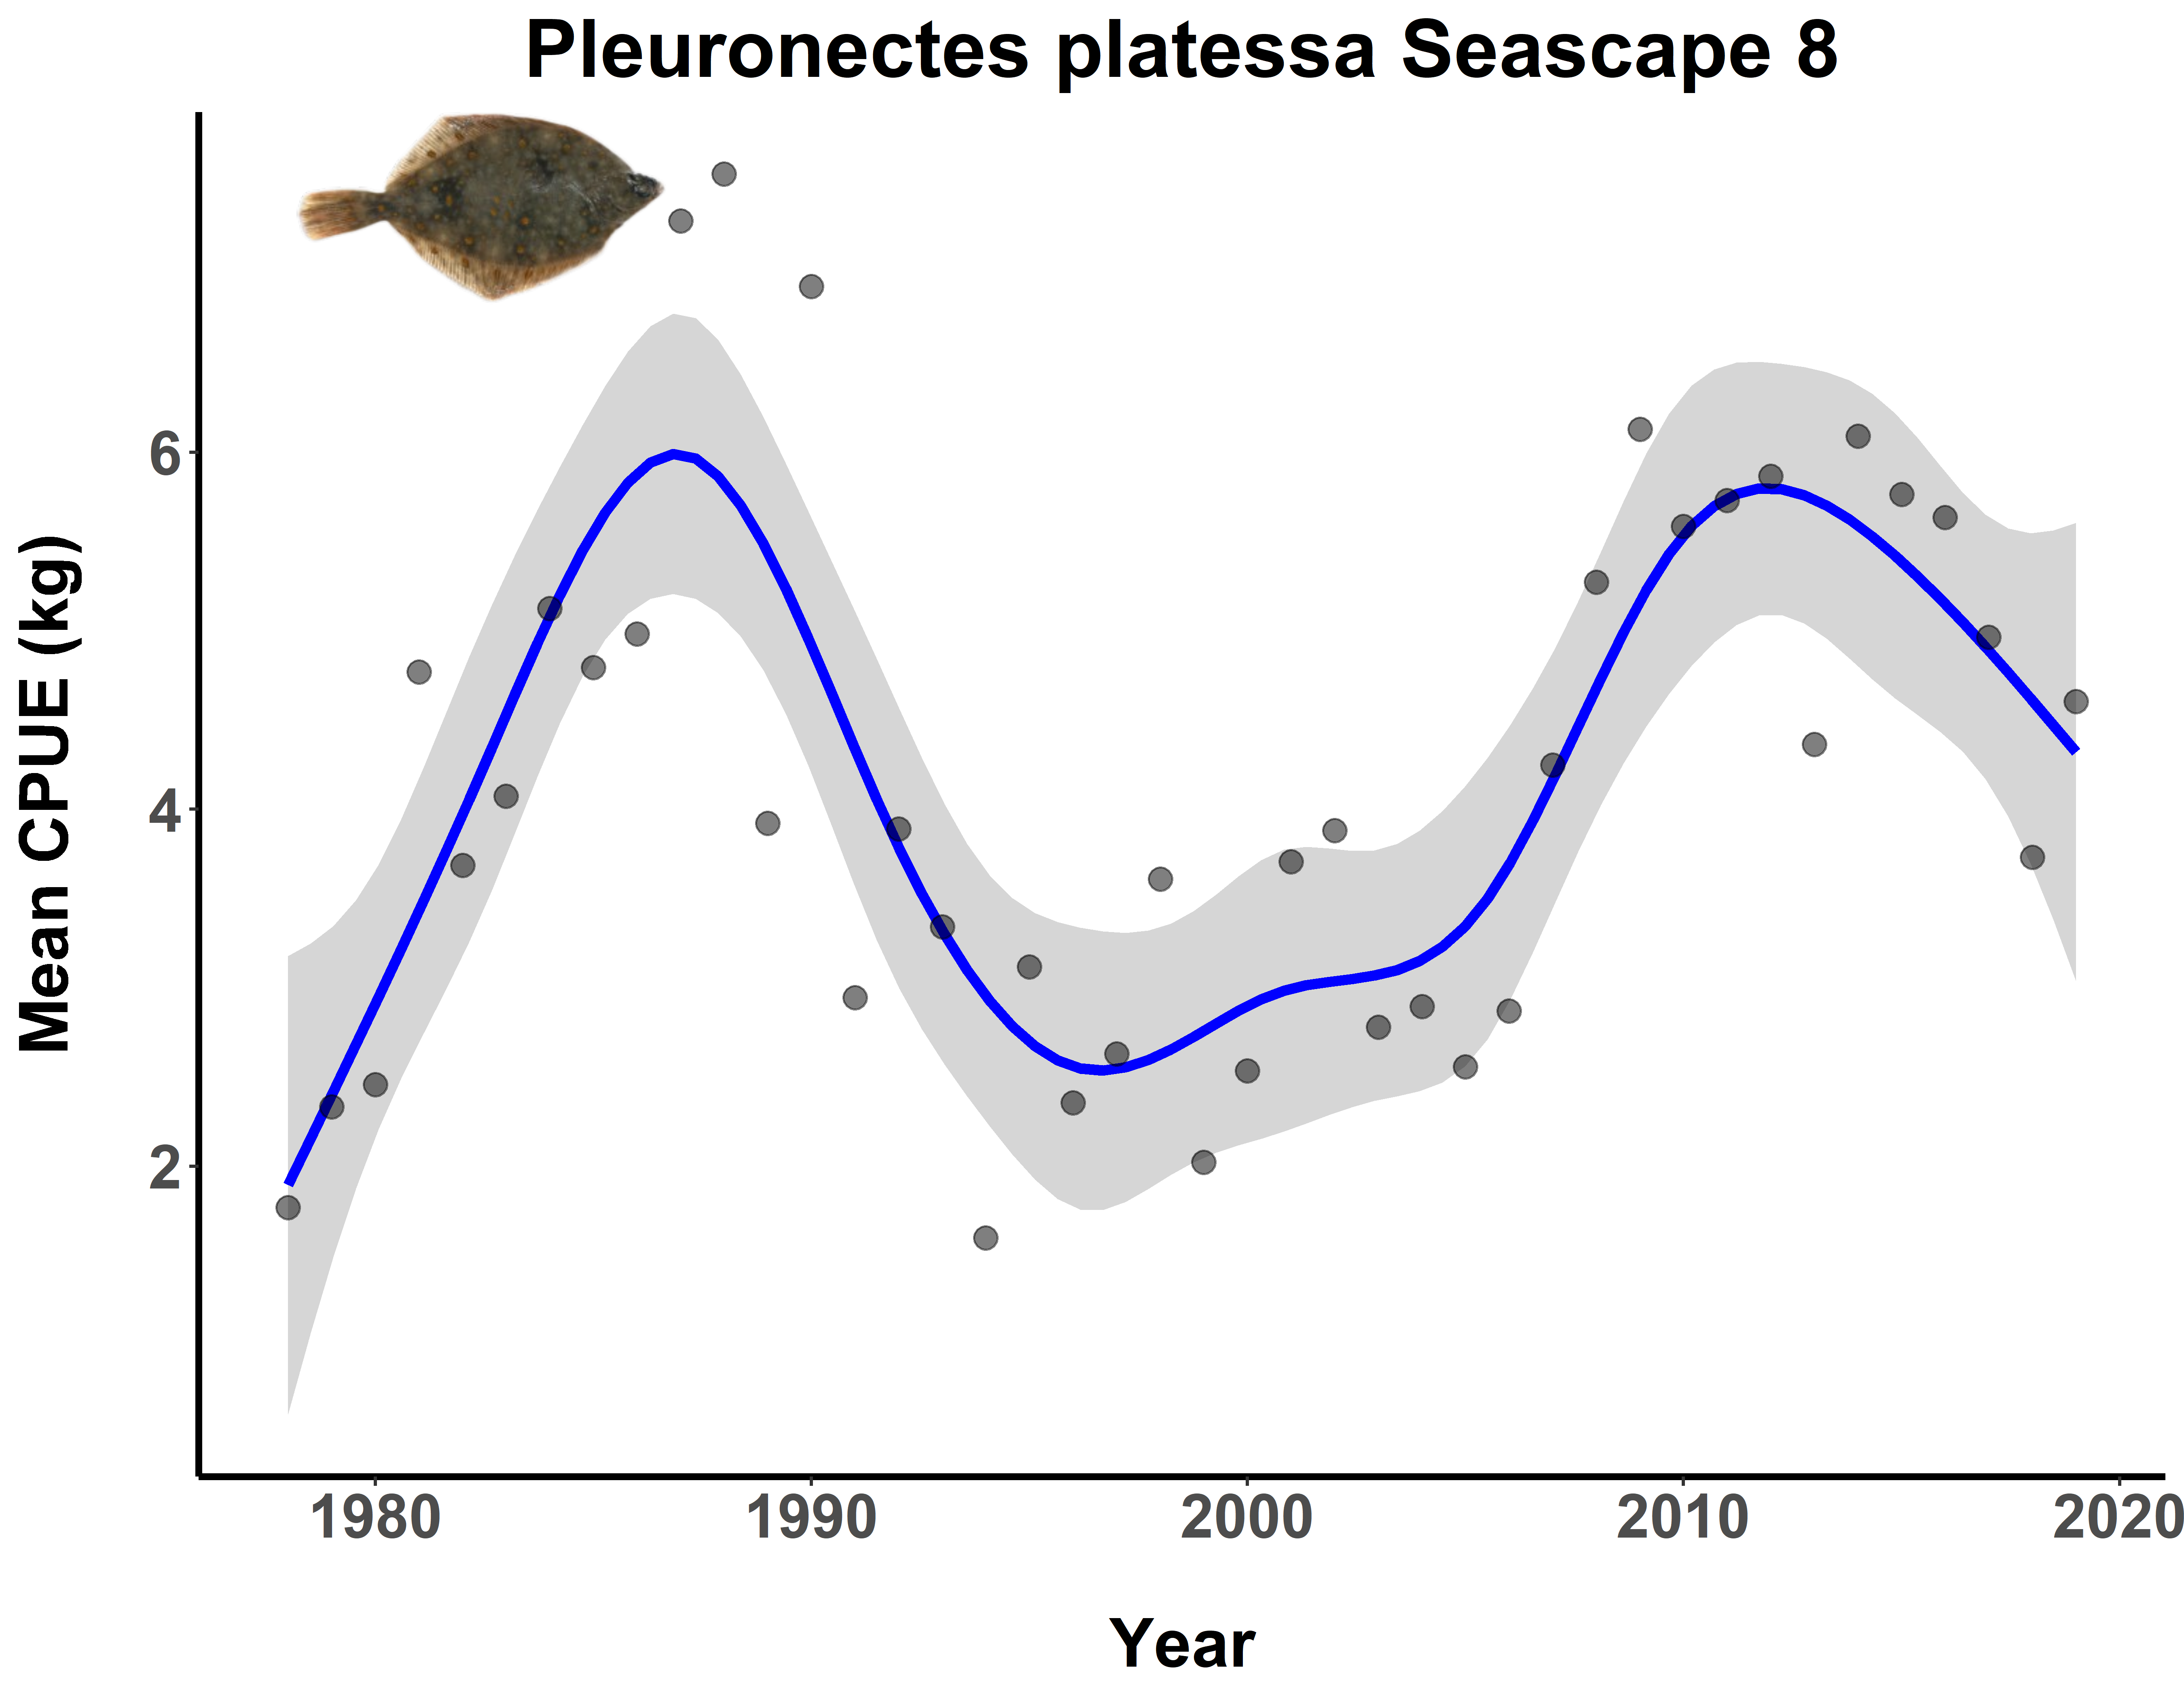 Pleuronectes platessa Seascape 8
Mean CPUE (kg)
6
4
2
1980 1990 2000 2010 2020
Year